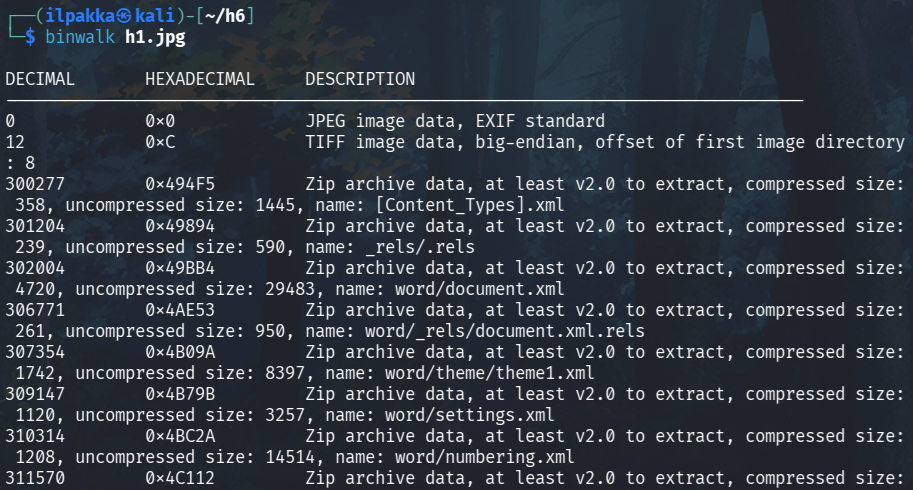 ┌──(ilpakka㉿kali)-[~/h6]
└─$ binwalk h1.jpg
DECIMAL       HEXADECIMAL     DESCRIPTION
--------------------------------------------------------------------------------
0             0x0             JPEG image data, EXIF standard
12            0xC             TIFF image data, big-endian, offset of first image directory
: 8
300277        0x494F5         Zip archive data, at least v2.0 to extract, compressed size:
 358, uncompressed size: 1445, name: [Content_Types].xml
301204        0x49894         Zip archive data, at least v2.0 to extract, compressed size:
 239, uncompressed size: 590, name: _rels/.rels
302004        0x49BB4         Zip archive data, at least v2.0 to extract, compressed size:
 4720, uncompressed size: 29483, name: word/document.xml
306771        0x4AE53         Zip archive data, at least v2.0 to extract, compressed size:
 261, uncompressed size: 950, name: word/_rels/document.xml.rels
307354        0x4B09A         Zip archive data, at least v2.0 to extract, compressed size:
 1742, uncompressed size: 8397, name: word/theme/theme1.xml
309147        0x4B79B         Zip archive data, at least v2.0 to extract, compressed size:
 1120, uncompressed size: 3257, name: word/settings.xml
310314        0x4BC2A         Zip archive data, at least v2.0 to extract, compressed size:
 1208, uncompressed size: 14514, name: word/numbering.xml
311570        0x4C112         Zip archive data, at least v2.0 to extract, compressed size: